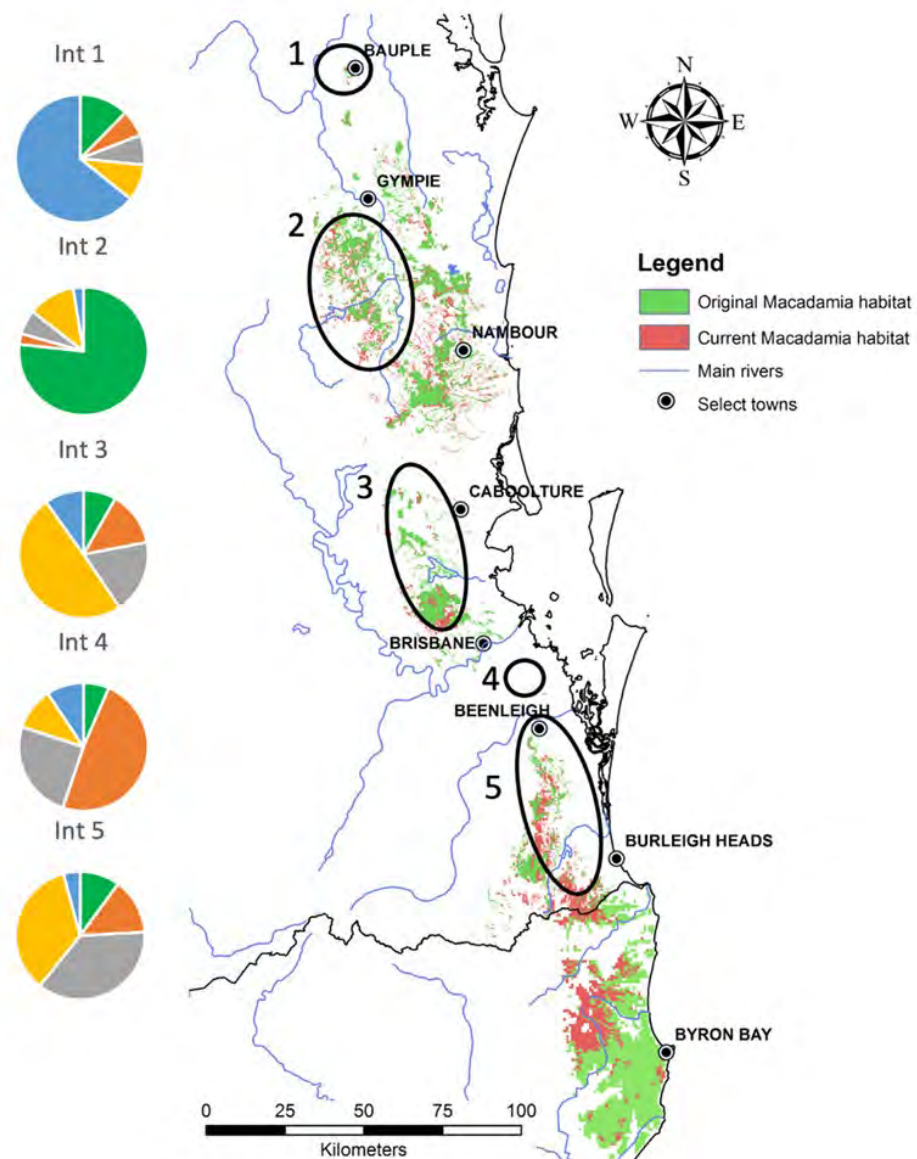 Int 1
Int 2
Int 3
Int 4
Int 5
1
BAUPLE
GYMPIE
2
NAMBOUR
3
CABOOLTURE
BRISBANE
4
BEENLEIGH
5
BURLEIGH HEADS
BYRON BAY
N
W E
S
Legend
Original Macadamia habitat
Current Macadamia habitat
Main rivers
Select towns
0 25 50 75 100
Kilometers